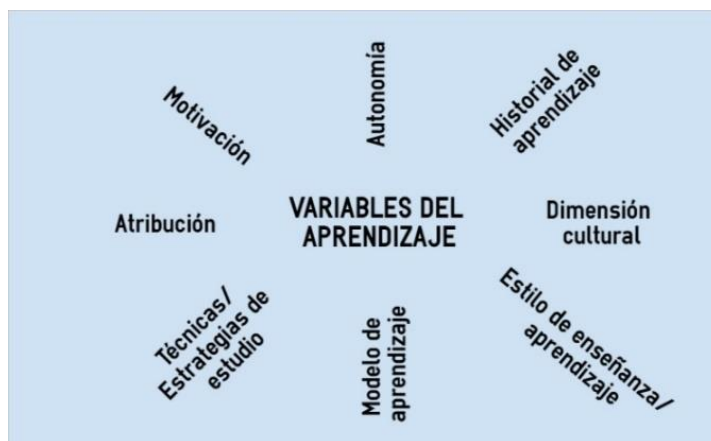 Motivación
Autonomía
Historial de
aprendizaje
Atribución
VARIABLES DEL
APRENDIZAJE
Dimensión
cultural
Técnicas/
Estrategias de
estudio
Modelo de
aprendizaje
Estilo de enseñanza/
aprendizaje